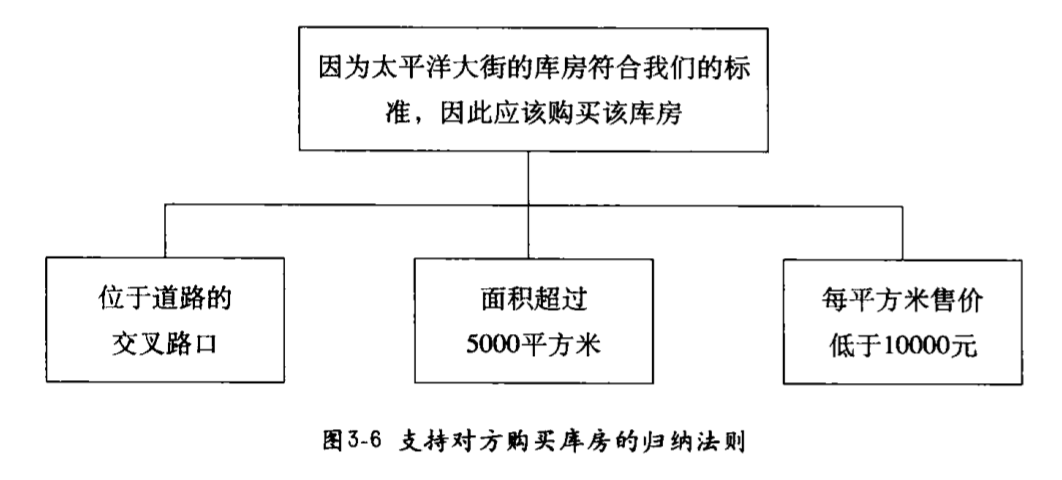 因为太平洋大街的库房符合我们的标
准，因此应该购买该库房
位于道路的
交叉路口
面积超过
5000平方米
每平方米售价
低于10000元
图3-6 支持对方购买库房的归纳法则